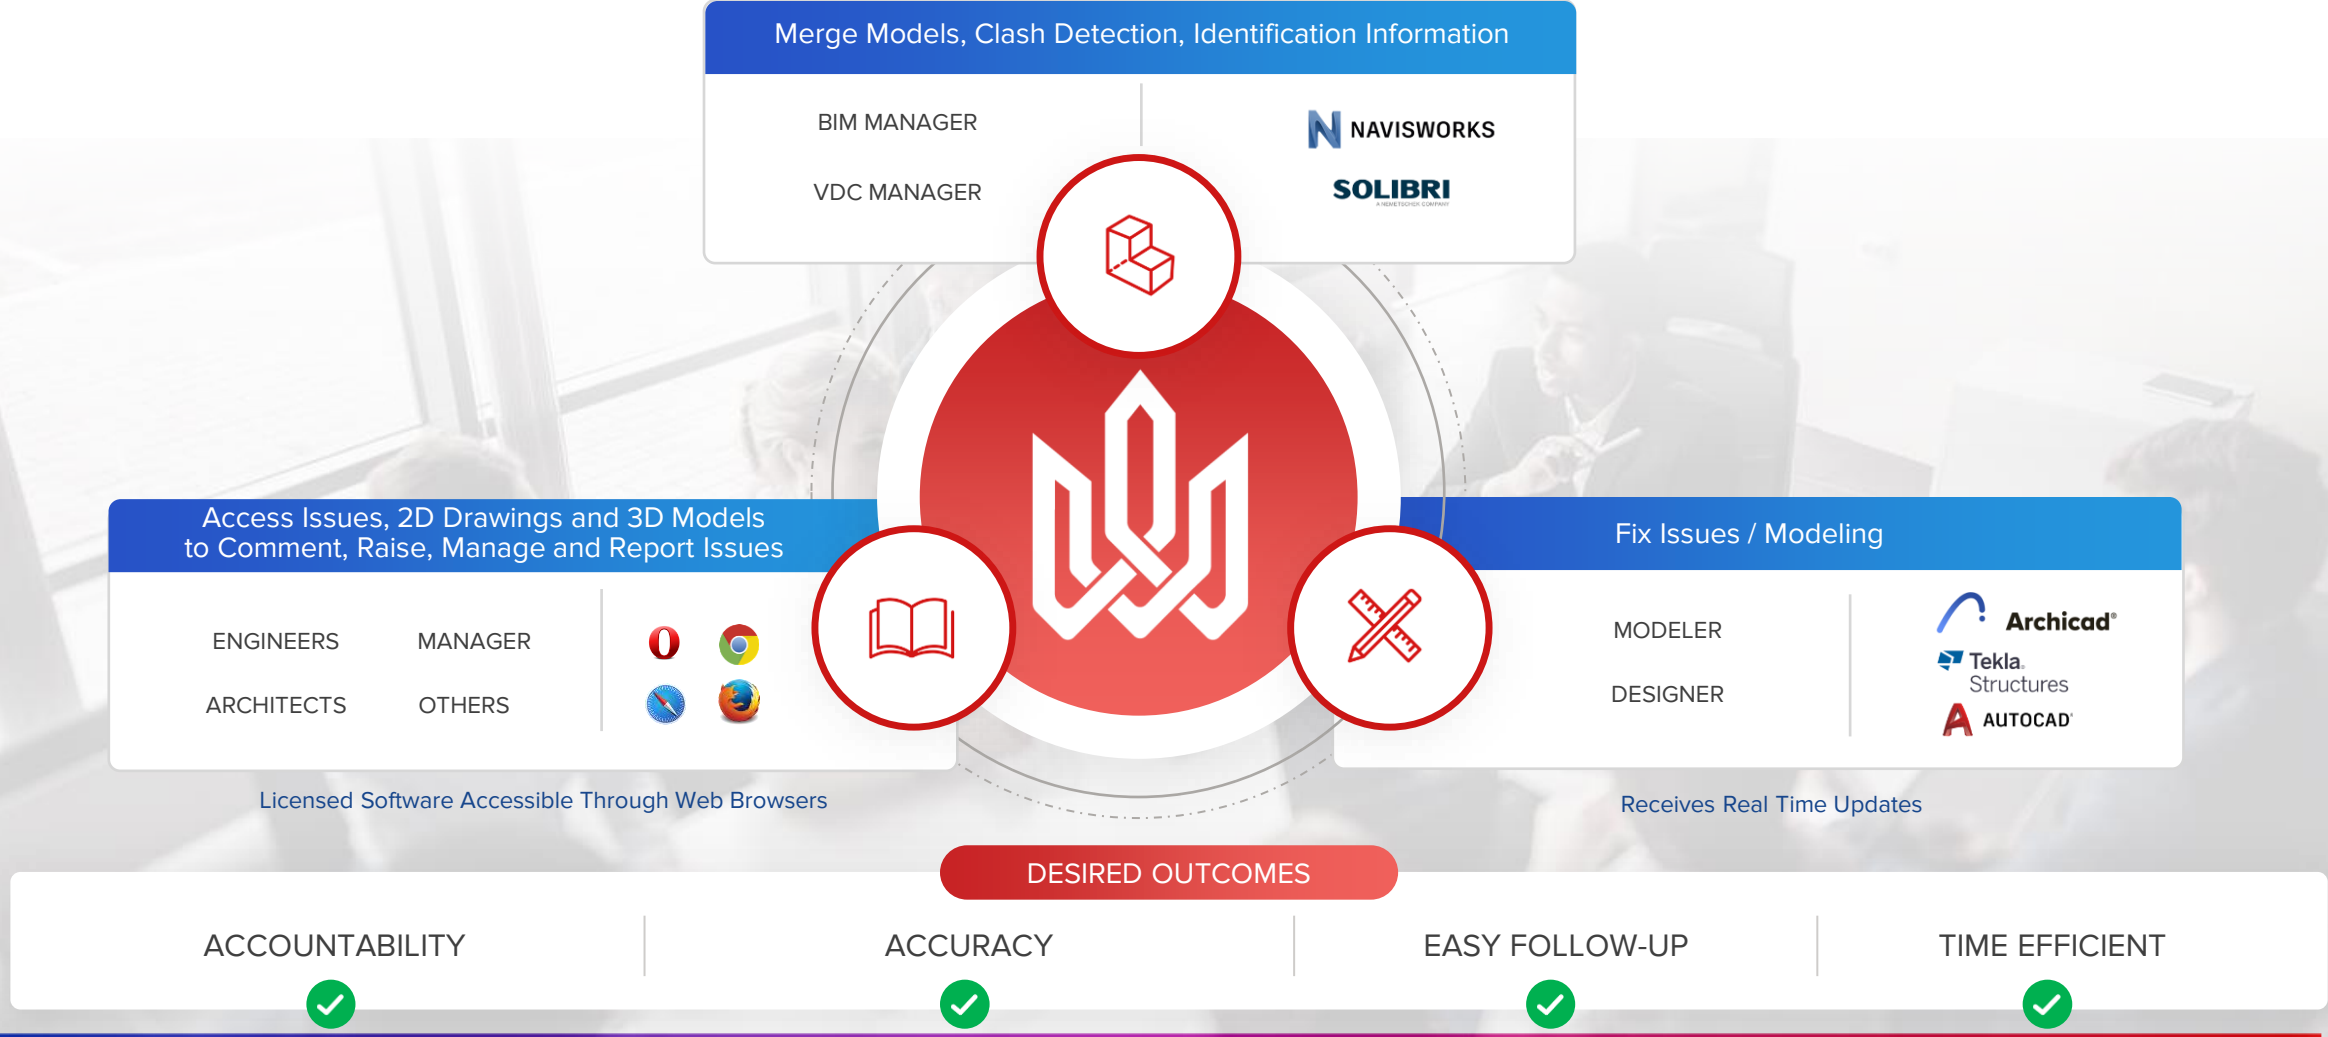 Merge Models, Clash Detection, Identification Information
BIM MANAGER
VDC MANAGER
NAVISWORKS
SOLIBRI
A NEMETSCHEK COMPANY
Access Issues, 2D Drawings and 3D Models
to Comment, Raise, Manage and Report Issues
ENGINEERS MANAGER
ARCHITECTS OTHERS
Licensed Software Accessible Through Web Browsers
Fix Issues / Modeling
MODELER
DESIGNER
Archicad®
Tekla®
Structures
AUTOCAD®
Receives Real Time Updates
DESIRED OUTCOMES
ACCOUNTABILITY
ACCURACY
EASY FOLLOW-UP
TIME EFFICIENT